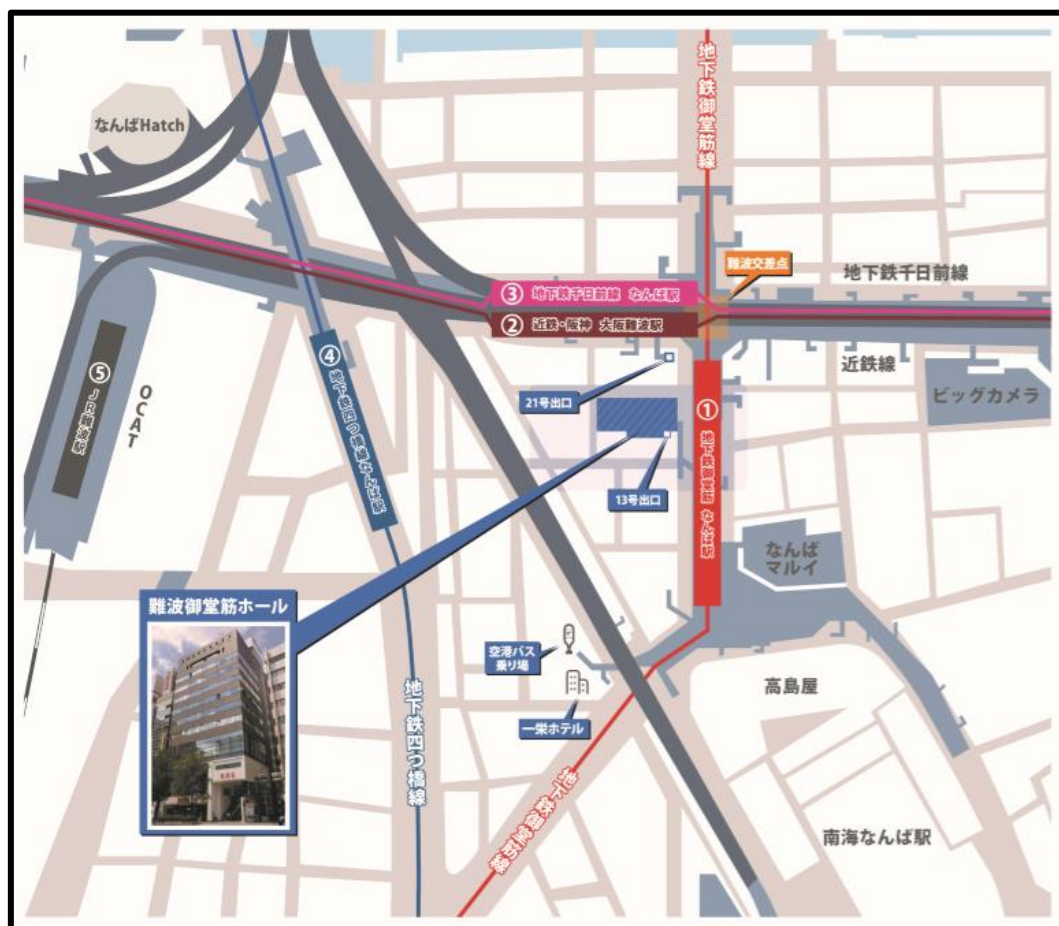 なんばHatch
地下鉄御堂筋線
難波交差点
地下鉄千日前線
③ 地下鉄千日前線 なんば駅
② 近鉄・阪神 大阪難波駅
近鉄線
ビッグカメラ
④ 地下鉄四つ橋筋なんば駅
⑤ JR難波駅
OCAT
21号出口
① 地下鉄御堂筋 なんば駅
13号出口
なんば
マルイ
難波御堂筋ホール
空港バス
乗り場
一栄ホテル
高島屋
地下鉄四つ橋線
地下鉄御堂筋線
南海なんば駅